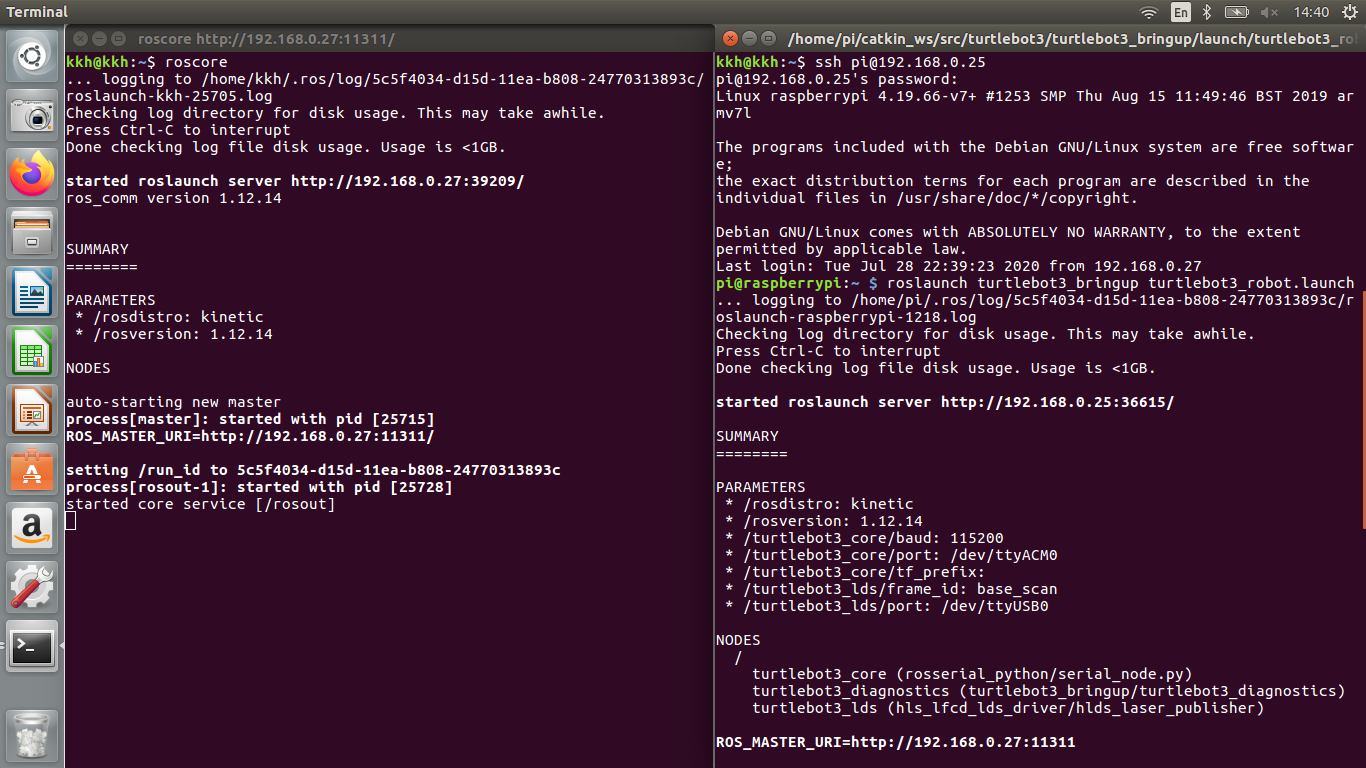 Terminal
En
14:40
roscore http://192.168.0.27:11311/
kkh@kkh:~$ roscore
... logging to /home/kkh/.ros/log/5c5f4034-d15d-11ea-b808-24770313893c/
roslaunch-kkh-25705.log
Checking log directory for disk usage. This may take awhile.
Press Ctrl-C to interrupt
Done checking log file disk usage. Usage is <1GB.

started roslaunch server http://192.168.0.27:39209/
ros_comm version 1.12.14

SUMMARY
========

PARAMETERS
 * /rosdistro: kinetic
 * /rosversion: 1.12.14

NODES

auto-starting new master
process[master]: started with pid [25715]
ROS_MASTER_URI=http://192.168.0.27:11311/

setting /run_id to 5c5f4034-d15d-11ea-b808-24770313893c
process[rosout-1]: started with pid [25728]
started core service [/rosout]
/home/pi/catkin_ws/src/turtlebot3/turtlebot3_bringup/launch/turtlebot3_ro
kkh@kkh:~$ ssh pi@192.168.0.25
pi@192.168.0.25's password:
Linux raspberrypi 4.19.66-v7+ #1253 SMP Thu Aug 15 11:49:46 BST 2019 ar
mv7l

The programs included with the Debian GNU/Linux system are free softwar
e;
the exact distribution terms for each program are described in the
individual files in /usr/share/doc/*/copyright.

Debian GNU/Linux comes with ABSOLUTELY NO WARRANTY, to the extent
permitted by applicable law.
Last login: Tue Jul 28 22:39:23 2020 from 192.168.0.27
pi@raspberrypi:~ $ roslaunch turtlebot3_bringup turtlebot3_robot.launch
... logging to /home/pi/.ros/log/5c5f4034-d15d-11ea-b808-24770313893c/r
oslaunch-raspberrypi-1218.log
Checking log directory for disk usage. This may take awhile.
Press Ctrl-C to interrupt
Done checking log file disk usage. Usage is <1GB.

started roslaunch server http://192.168.0.25:36615/

SUMMARY
========

PARAMETERS
 * /rosdistro: kinetic
 * /rosversion: 1.12.14
 * /turtlebot3_core/baud: 115200
 * /turtlebot3_core/port: /dev/ttyACM0
 * /turtlebot3_core/tf_prefix:
 * /turtlebot3_lds/frame_id: base_scan
 * /turtlebot3_lds/port: /dev/ttyUSB0

NODES
  /
    turtlebot3_core (rosserial_python/serial_node.py)
    turtlebot3_diagnostics (turtlebot3_bringup/turtlebot3_diagnostics)
    turtlebot3_lds (hls_lfcd_lds_driver/hlds_laser_publisher)

ROS_MASTER_URI=http://192.168.0.27:11311